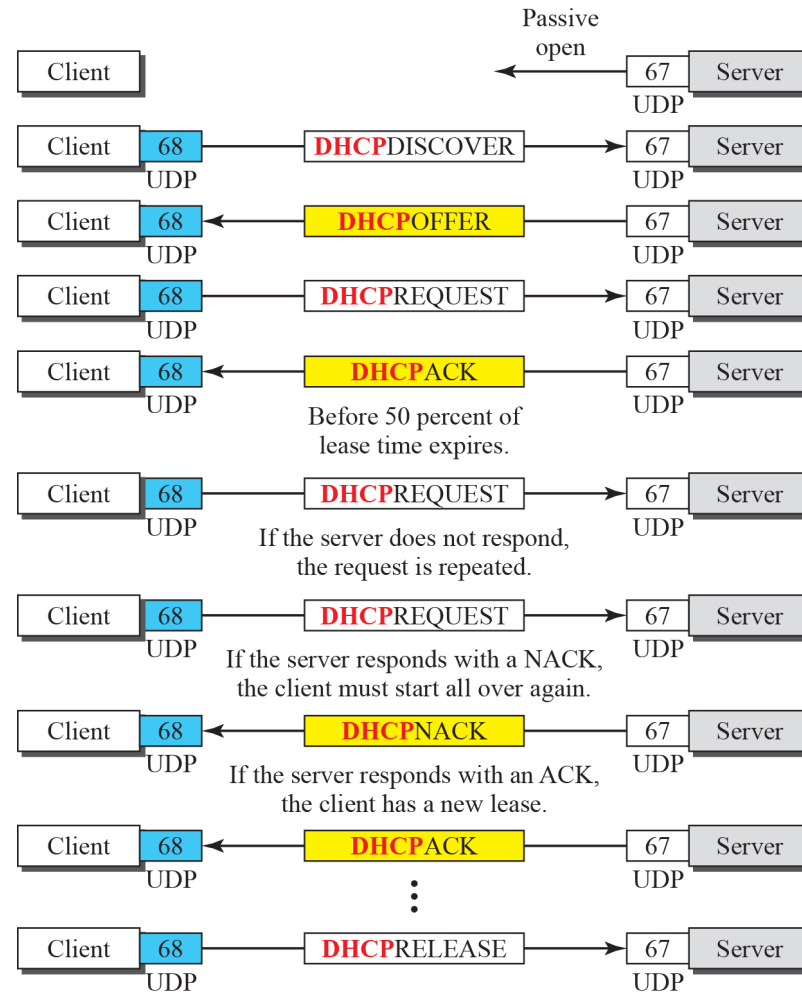 Passive
open
Client 67 Server
UDP
Client 68 DHCPDISCOVER 67 Server
UDP UDP
Client 68 DHCPOFFER 67 Server
UDP UDP
Client 68 DHCPREQUEST 67 Server
UDP UDP
Client 68 DHCPACK 67 Server
UDP UDP
Before 50 percent of
lease time expires.
Client 68 DHCPREQUEST 67 Server
UDP UDP
If the server does not respond,
the request is repeated.
Client 68 DHCPREQUEST 67 Server
UDP UDP
If the server responds with a NACK,
the client must start all over again.
Client 68 DHCPNACK 67 Server
UDP UDP
If the server responds with an ACK,
the client has a new lease.
Client 68 DHCPACK 67 Server
UDP UDP
Client 68 DHCPRELEASE 67 Server
UDP UDP